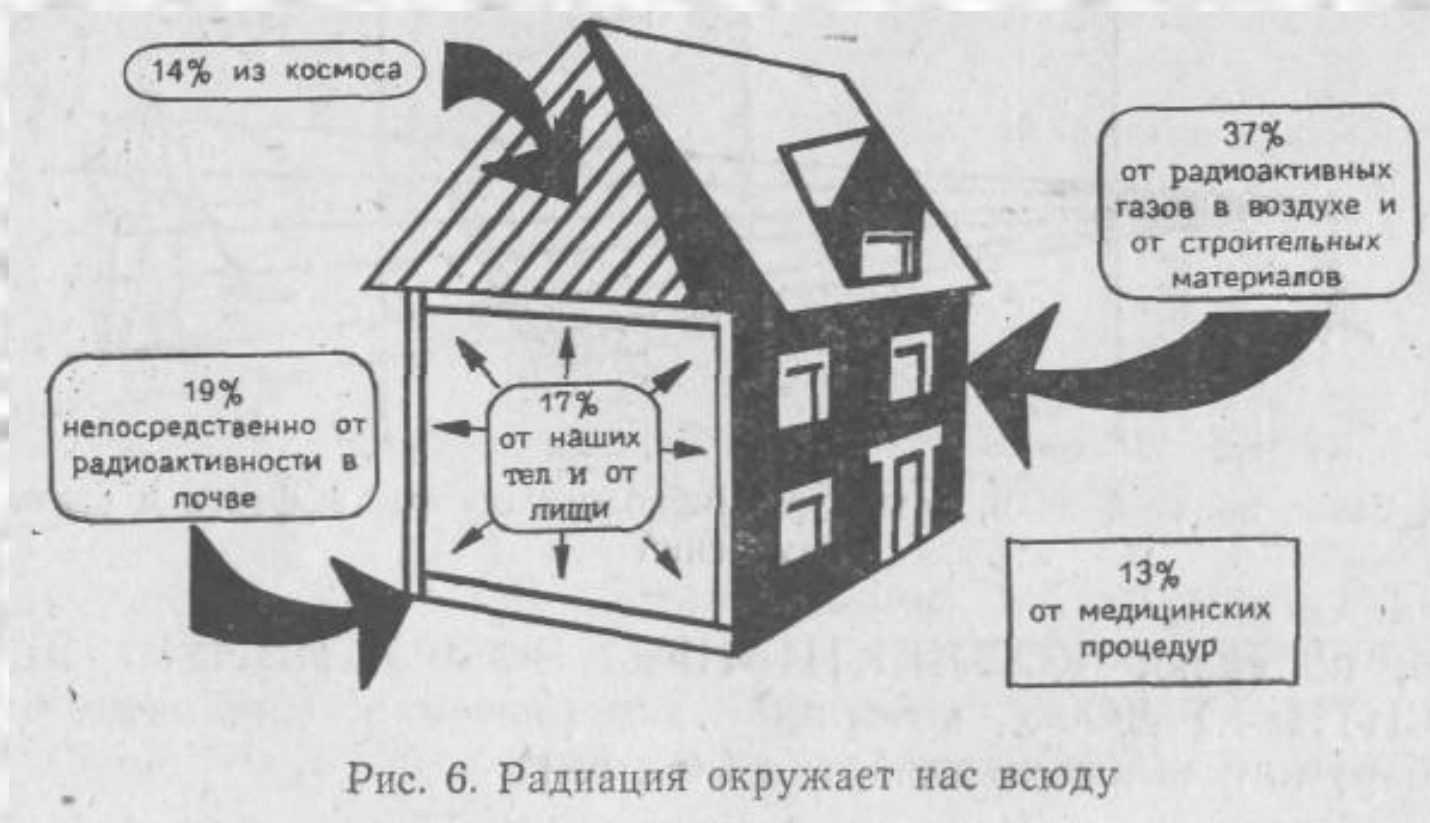 14% из космоса
37%
от радиоактивных
газов в воздухе и
от строительных
материалов
19%
непосредственно от
радиоактивности в
почве
17%
от наших
тел и от
пищи
13%
от медицинских
процедур
Рис. 6. Радиация окружает нас всюду